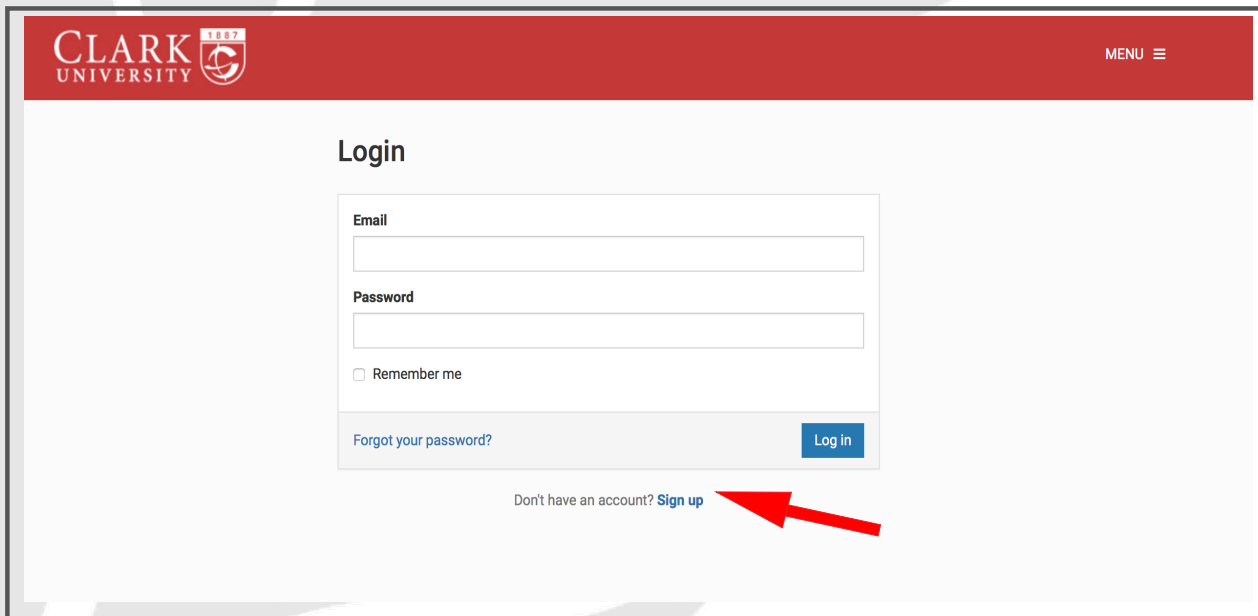 CLARK
UNIVERSITY
1887
MENU
Login
Email
Password
Remember me
Forgot your password?
Log in
Don't have an account? Sign up